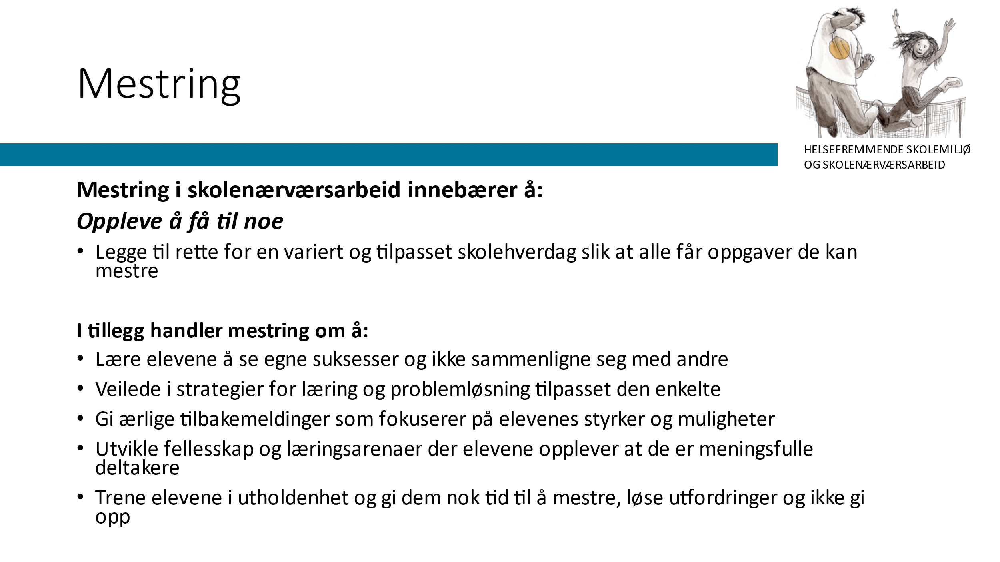 Mestring
HELSEFREMMENDE SKOLEMILJØ
OG SKOLENÆRVÆRSARBEID
Mestring i skolenærværsarbeid innebærer å:
Oppleve å få til noe
• Legge til rette for en variert og tilpasset skolehverdag slik at alle får oppgaver de kan
mestre
I tillegg handler mestring om å:
• Lære elevene å se egne suksesser og ikke sammenligne seg med andre
• Veilede i strategier for læring og problemløsning tilpasset den enkelte
• Gi ærlige tilbakemeldinger som fokuserer på elevenes styrker og muligheter
• Utvikle fellesskap og læringsarenaer der elevene opplever at de er meningsfulle
deltakere
• Trene elevene i utholdenhet og gi dem nok tid til å mestre, løse utfordringer og ikke gi
opp